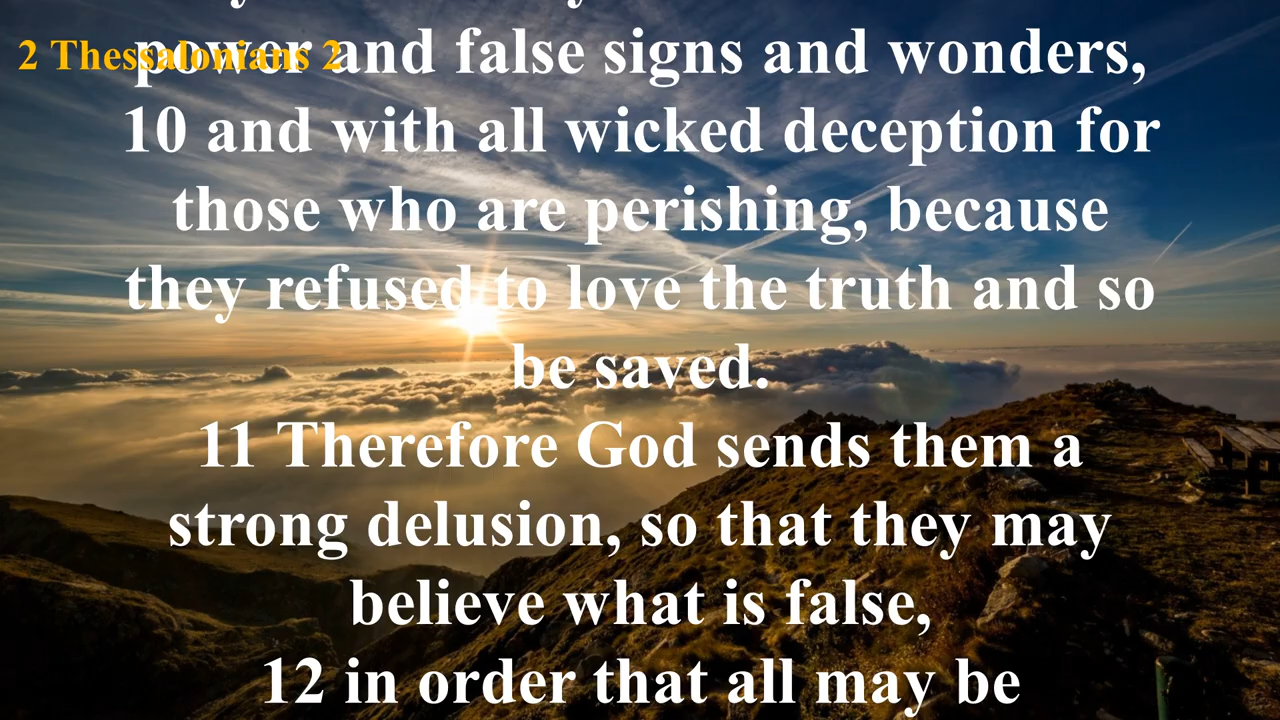 2 Thessalonians 2
power and false signs and wonders,
10 and with all wicked deception for
those who are perishing, because
they refused to love the truth and so
be saved.
11 Therefore God sends them a
strong delusion, so that they may
believe what is false,
12 in order that all may be